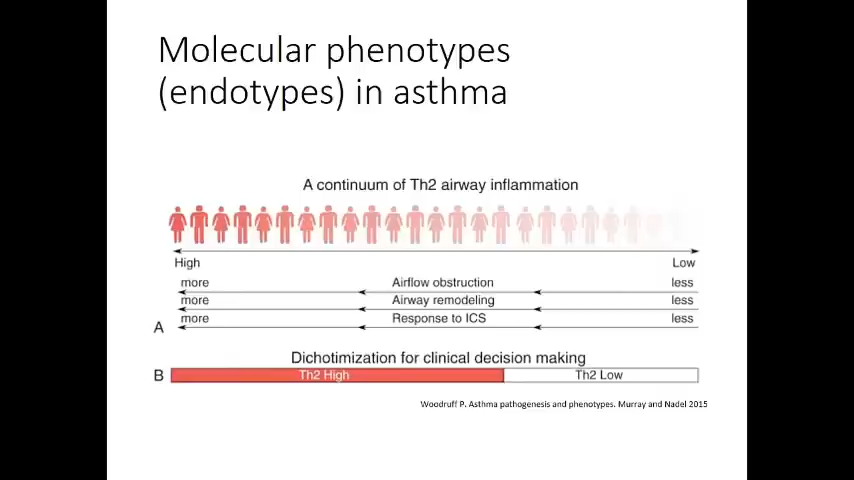 Molecular phenotypes
(endotypes) in asthma
A continuum of Th2 airway inflammation
High Low
more Airflow obstruction less
more Airway remodeling less
more Response to ICS less
A
Dichotimization for clinical decision making
B Th2 High Th2 Low
Woodruff P. Asthma pathogenesis and phenotypes. Murray and Nadel 2015